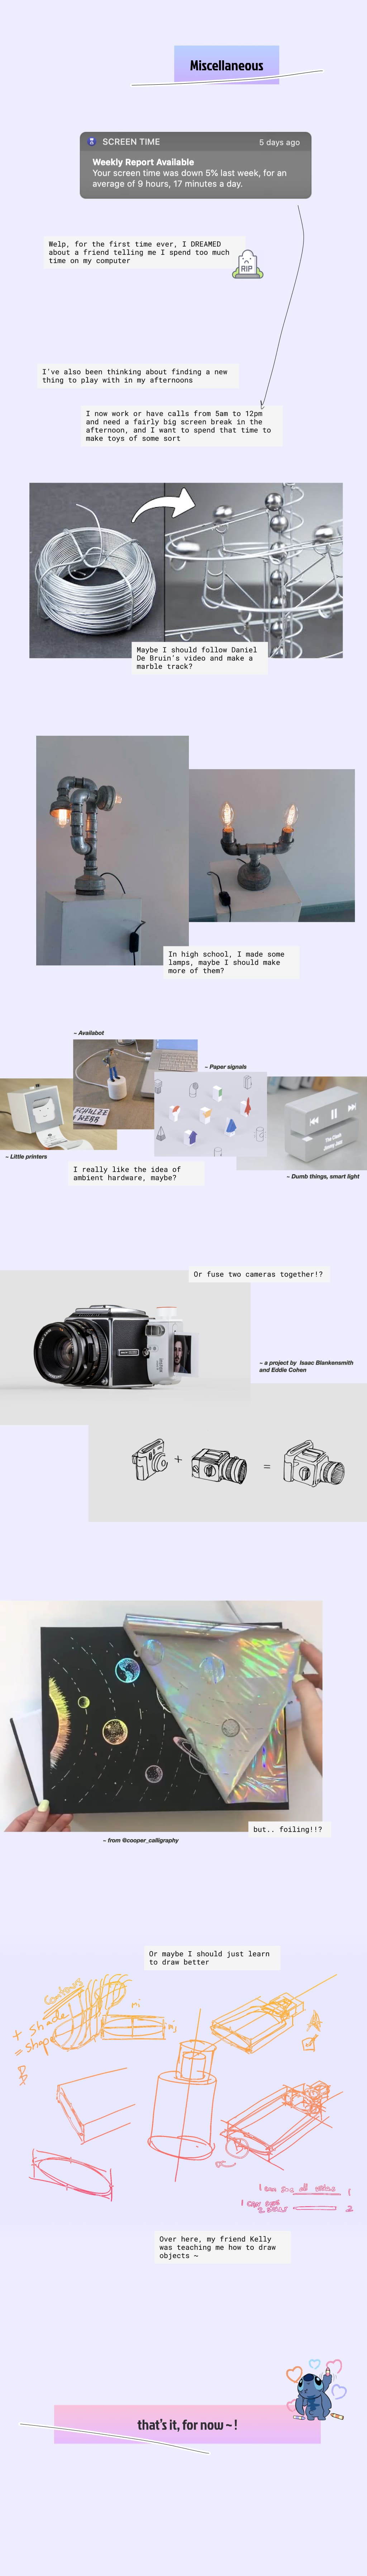 Miscellaneous
SCREEN TIME
5 days ago
Weekly Report Available
Your screen time was down 5% last week, for an
average of 9 hours, 17 minutes a day.
Welp, for the first time ever, I DREAMED
about a friend telling me I spend too much
time on my computer
RIP
I've also been thinking about finding a new
thing to play with in my afternoons
I now work or have calls from 5am to 12pm
and need a fairly big screen break in the
afternoon, and I want to spend that time to
make toys of some sort
Maybe I should follow Daniel
De Bruin's video and make a
marble track?
In high school, I made some
lamps, maybe I should make
more of them?
~ Availabot
~ Paper signals
~ Little printers
I really like the idea of
ambient hardware, maybe?
~ Dumb things, smart light
Or fuse two cameras together!?
~ a project by Isaac Blankensmith
and Eddie Cohen
+
=
but.. foiling!!?
~ from @cooper_calligraphy
Or maybe I should just learn
to draw better
+ Shade
= shape
1
2
Over here, my friend Kelly
was teaching me how to draw
objects ~
that's it, for now ~ !